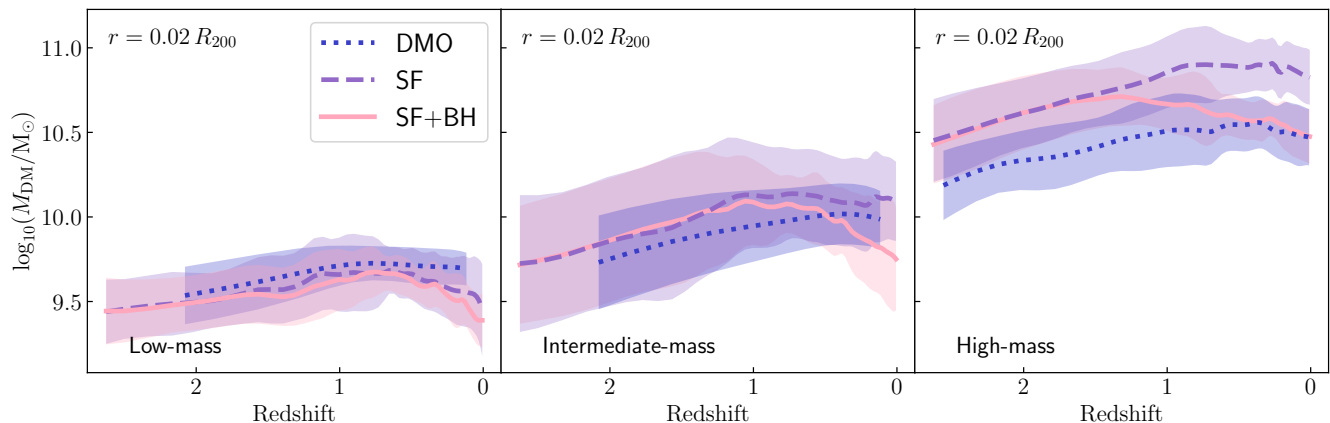 r = 0.02 R₂₀₀
DMO
SF
SF+BH
r = 0.02 R₂₀₀
r = 0.02 R₂₀₀
log₁₀(M_DM/M_⊙)
11.0
10.5
10.0
9.5
Low-mass
Intermediate-mass
High-mass
2 1 0
2 1 0
2 1 0
Redshift
Redshift
Redshift